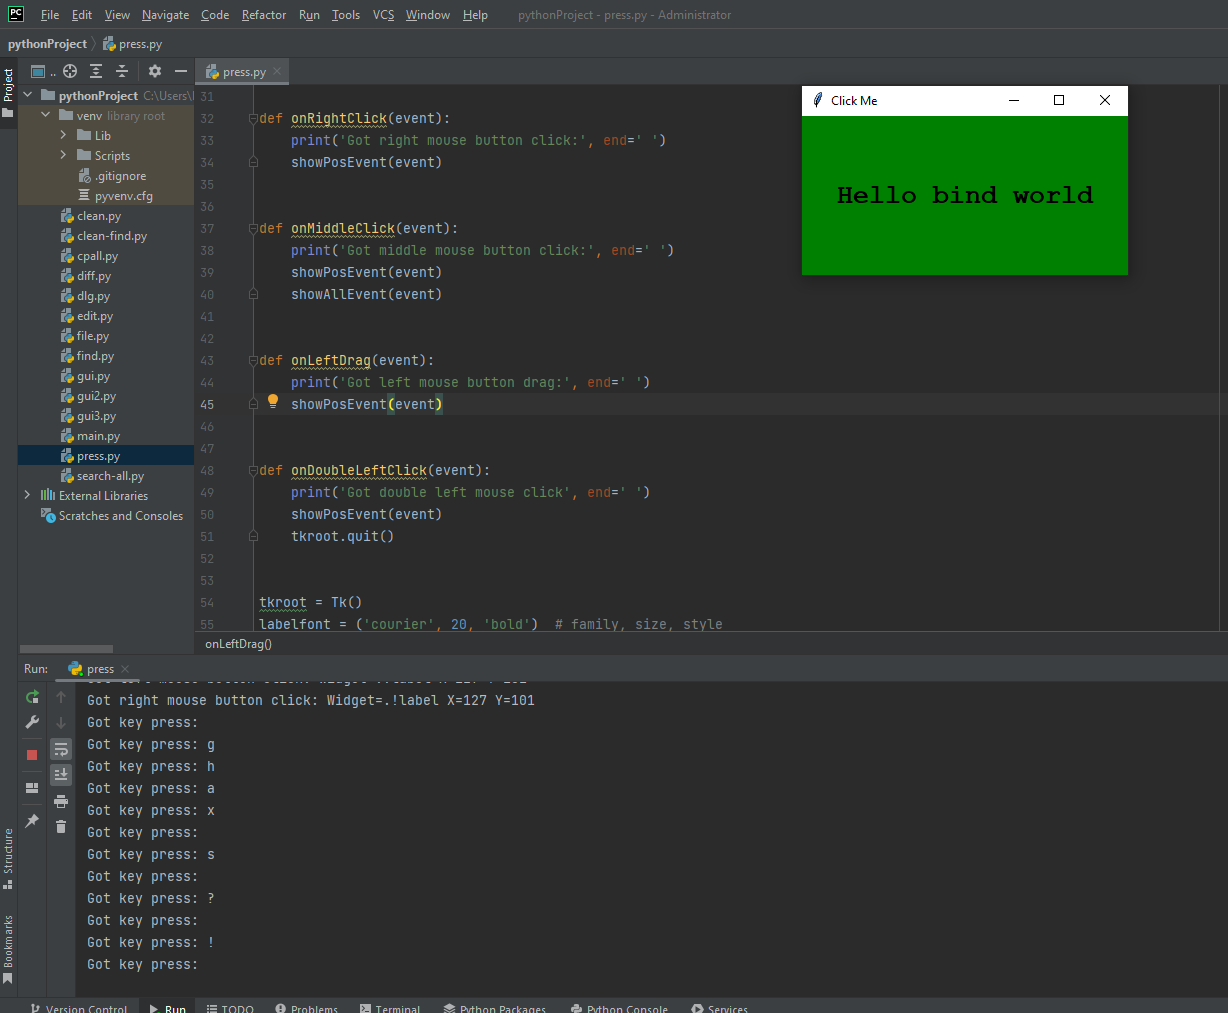 PC File Edit View Navigate Code Refactor Run Tools VCS Window Help pythonProject - press.py - Administrator
pythonProject press.py
Project
press.py
pythonProject C:\Users\
venv library root
Lib
Scripts
.gitignore
pyvenv.cfg
clean.py
clean-find.py
cpall.py
diff.py
dlg.py
edit.py
file.py
find.py
gui.py
gui2.py
gui3.py
main.py
press.py
search-all.py
External Libraries
Scratches and Consoles
31
32 def onRightClick(event):
33 print('Got right mouse button click:', end=' ')
34 showPosEvent(event)
35
36
37 def onMiddleClick(event):
38 print('Got middle mouse button click:', end=' ')
39 showPosEvent(event)
40 showAllEvent(event)
41
42
43 def onLeftDrag(event):
44 print('Got left mouse button drag:', end=' ')
45 showPosEvent(event)
46
47
48 def onDoubleLeftClick(event):
49 print('Got double left mouse click', end=' ')
50 showPosEvent(event)
51 tkroot.quit()
52
53
54 tkroot = Tk()
55 labelfont = ('courier', 20, 'bold') # family, size, style
onLeftDrag()
Click Me
Hello bind world
Run: press
Got right mouse button click: Widget=.!label X=127 Y=101
Got key press:
Got key press: g
Got key press: h
Got key press: a
Got key press: x
Got key press:
Got key press: s
Got key press:
Got key press: ?
Got key press:
Got key press: !
Got key press:
Structure
Bookmarks
Version Control Run TODO Problems Terminal Python Packages Python Console Services